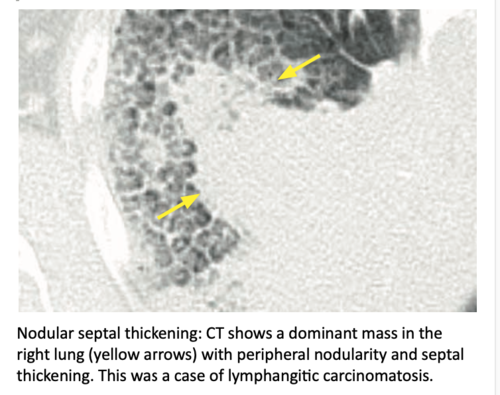 Nodular septal thickening: CT shows a dominant mass in the
right lung (yellow arrows) with peripheral nodularity and septal
thickening. This was a case of lymphangitic carcinomatosis.